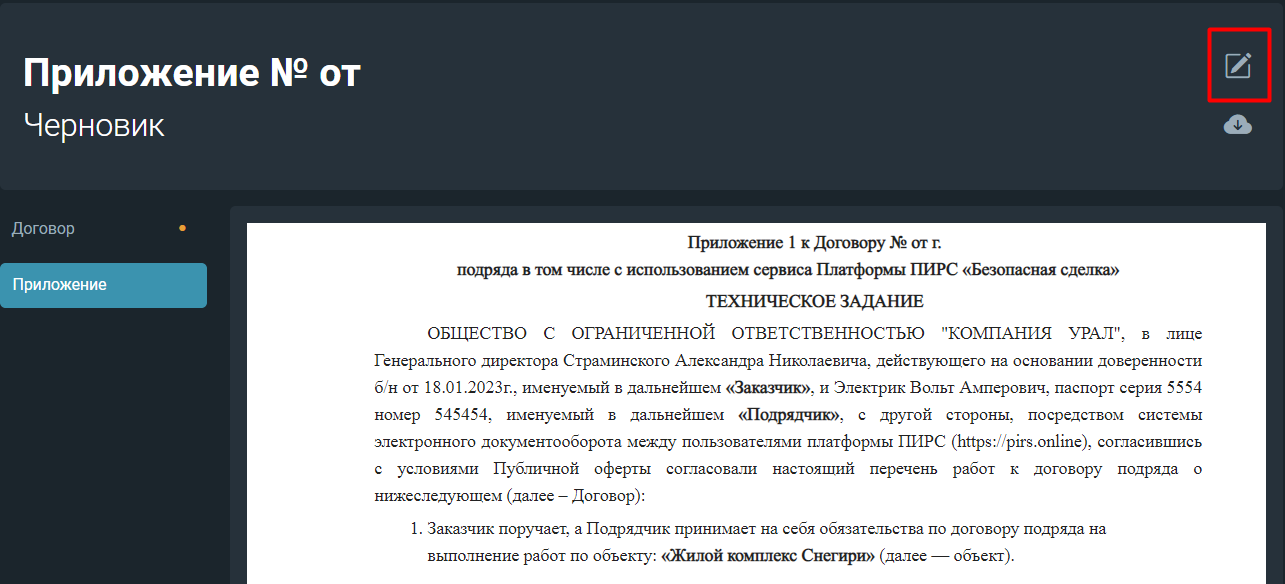 Приложение № от
Черновик
Договор
Приложение
Приложение 1 к Договору № от г.
подряда в том числе с использованием сервиса Платформы ПИРС «Безопасная сделка»
ТЕХНИЧЕСКОЕ ЗАДАНИЕ
ОБЩЕСТВО С ОГРАНИЧЕННОЙ ОТВЕТСТВЕННОСТЬЮ "КОМПАНИЯ УРАЛ", в лице
Генерального директора Страминского Александра Николаевича, действующего на основании доверенности
б/н от 18.01.2023г., именуемый в дальнейшем «Заказчик», и Электрик Вольт Амперович, паспорт серия 5554
номер 545454, именуемый в дальнейшем «Подрядчик», с другой стороны, посредством системы
электронного документооборота между пользователями платформы ПИРС (https://pirs.online), согласившись
с условиями Публичной оферты согласовали настоящий перечень работ к договору подряда о
нижеследующем (далее – Договор):
1. Заказчик поручает, а Подрядчик принимает на себя обязательства по договору подряда на
выполнение работ по объекту: «Жилой комплекс Снегири» (далее — объект).